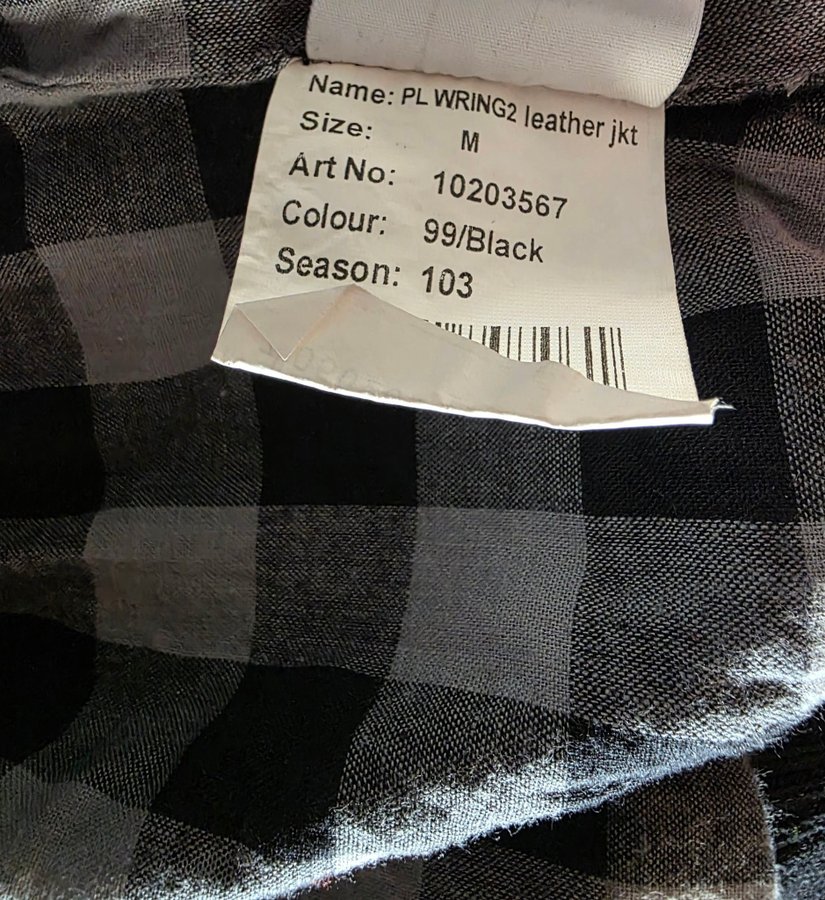 Name: PL WRING2 leather jkt
Size: M
Art No: 10203567
Colour: 99/Black
Season: 103